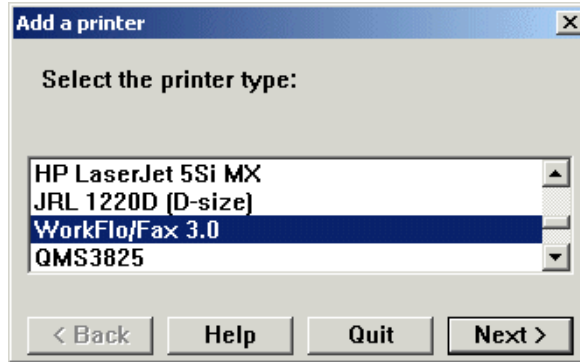 Add a printer
Select the printer type:
HP LaserJet 5Si MX
JRL 1220D (D-size)
WorkFlo/Fax 3.0
QMS3825
< Back Help Quit Next >